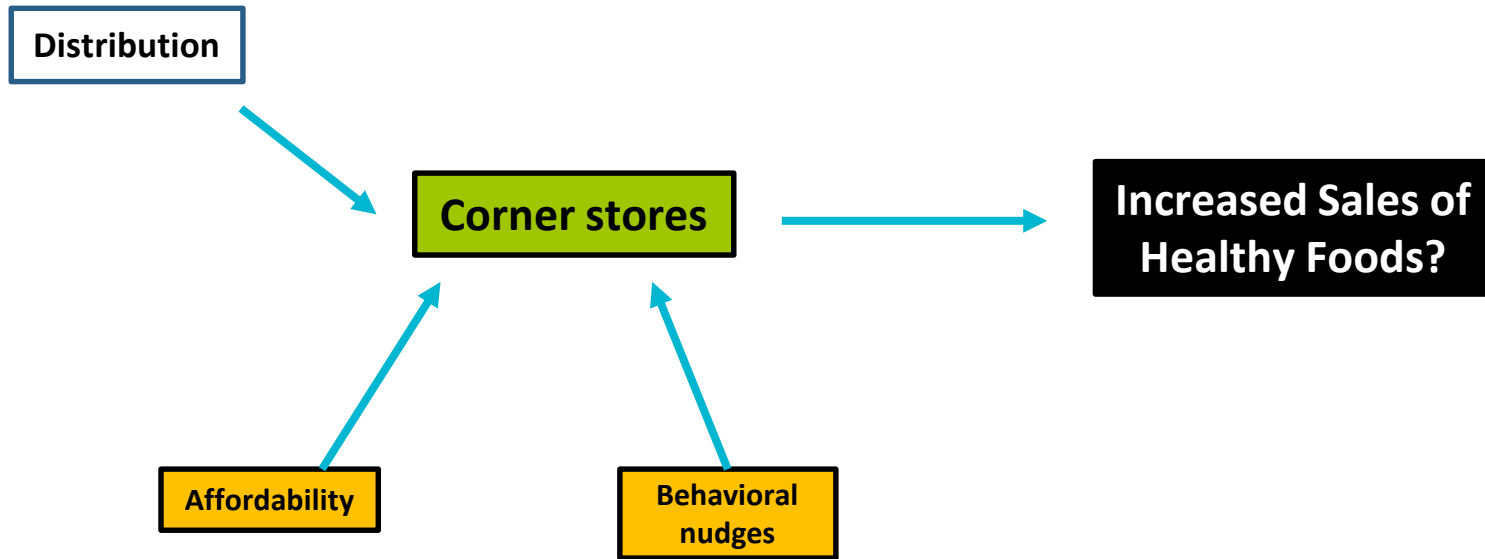 Distribution
Corner stores
Increased Sales of
Healthy Foods?
Affordability
Behavioral
nudges